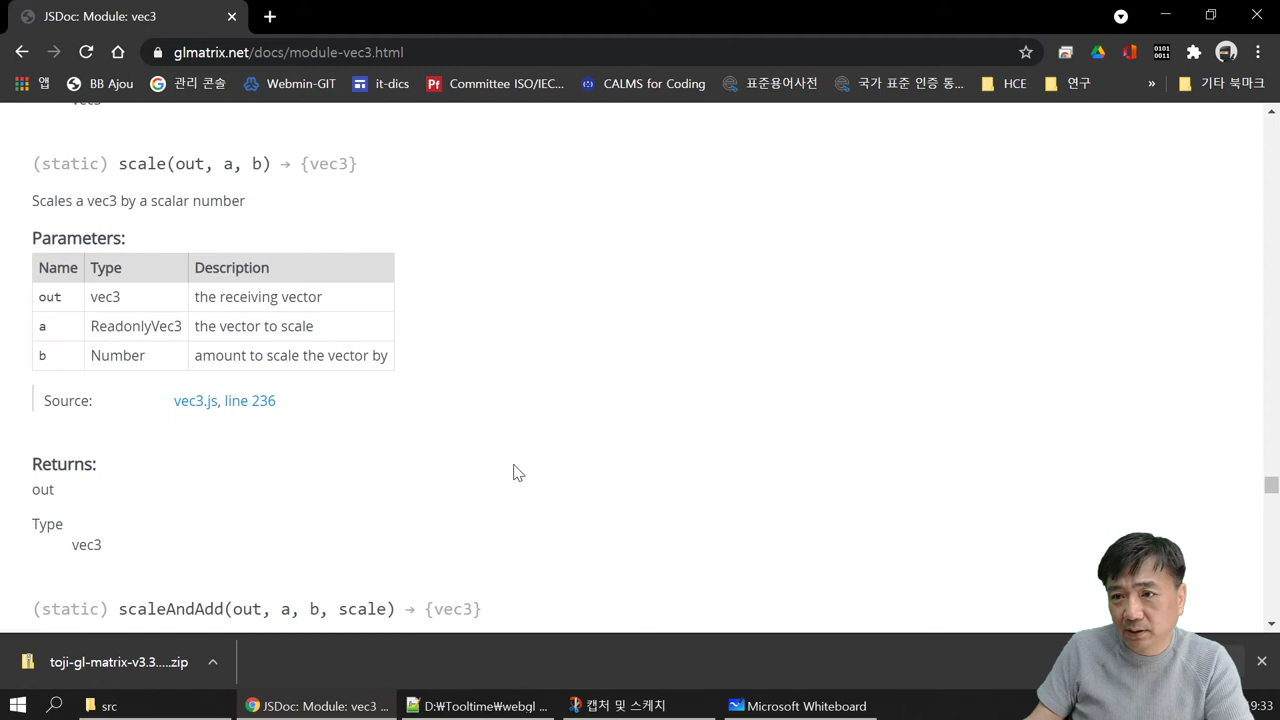 JSDoc: Module: vec3
glmatrix.net/docs/module-vec3.html
앱 BB Ajou 관리 콘솔 Webmin-GIT it-dics Committee ISO/IEC... CALMS for Coding 표준용어사전 국가 표준 인증 통... HCE 연구 » 기타 북마크
vec3
(static) scale(out, a, b) → {vec3}
Scales a vec3 by a scalar number
Parameters:
Name Type Description
out vec3 the receiving vector
a ReadonlyVec3 the vector to scale
b Number amount to scale the vector by
Source: vec3.js, line 236
Returns:
out
Type
vec3
(static) scaleAndAdd(out, a, b, scale) → {vec3}
toji-gl-matrix-v3.3.....zip
src JSDoc: Module: vec3 ... D:₩Tooltime₩webgl ... 캡처 및 스케치 Microsoft Whiteboard 9:33